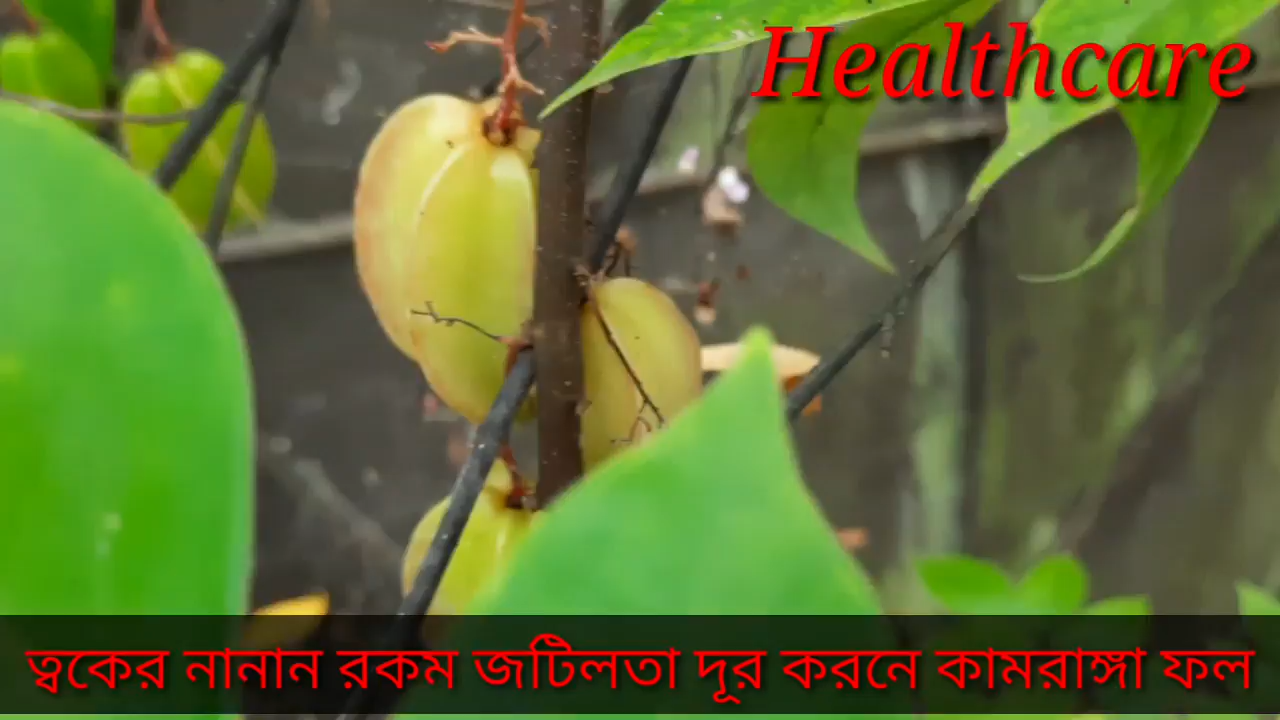 Healthcare
ত্বকের নানান রকম জটিলতা দূর করনে কামরাঙ্গা ফল